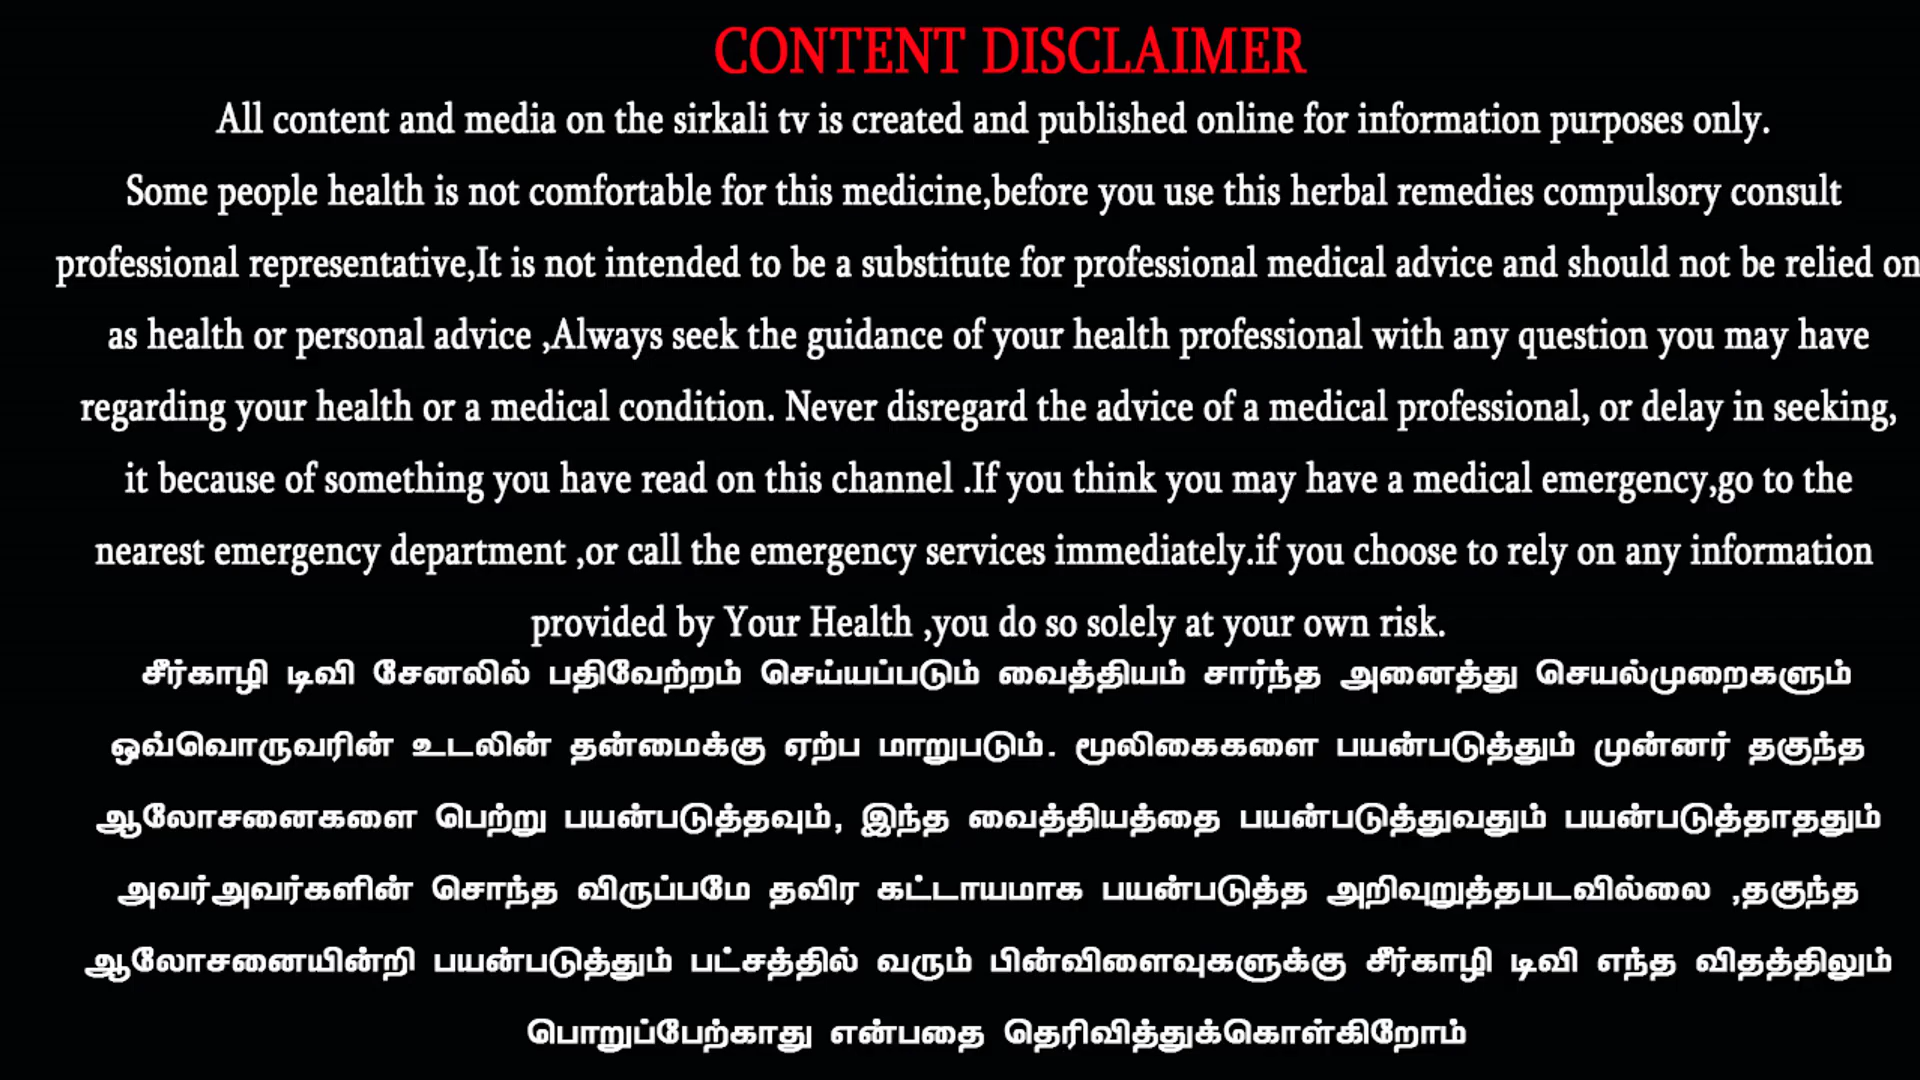 CONTENT DISCLAIMER
All content and media on the sirkali tv is created and published online for information purposes only.
Some people health is not comfortable for this medicine,before you use this herbal remedies compulsory consult
professional representative,It is not intended to be a substitute for professional medical advice and should not be relied on
as health or personal advice ,Always seek the guidance of your health professional with any question you may have
regarding your health or a medical condition. Never disregard the advice of a medical professional, or delay in seeking,
it because of something you have read on this channel .If you think you may have a medical emergency,go to the
nearest emergency department ,or call the emergency services immediately.if you choose to rely on any information
provided by Your Health ,you do so solely at your own risk.
சீர்காழி டிவி சேனலில் பதிவேற்றம் செய்யப்படும் வைத்தியம் சார்ந்த அனைத்து செயல்முறைகளும்
ஒவ்வொருவரின் உடலின் தன்மைக்கு ஏற்ப மாறுபடும். மூலிகைகளை பயன்படுத்தும் முன்னர் தகுந்த
ஆலோசனைகளை பெற்று பயன்படுத்தவும், இந்த வைத்தியத்தை பயன்படுத்துவதும் பயன்படுத்தாததும்
அவர்அவர்களின் சொந்த விருப்பமே தவிர கட்டாயமாக பயன்படுத்த அறிவுறுத்தபடவில்லை ,தகுந்த
ஆலோசனையின்றி பயன்படுத்தும் பட்சத்தில் வரும் பின்விளைவுகளுக்கு சீர்காழி டிவி எந்த விதத்திலும்
பொறுப்பேற்காது என்பதை தெரிவித்துக்கொள்கிறோம்